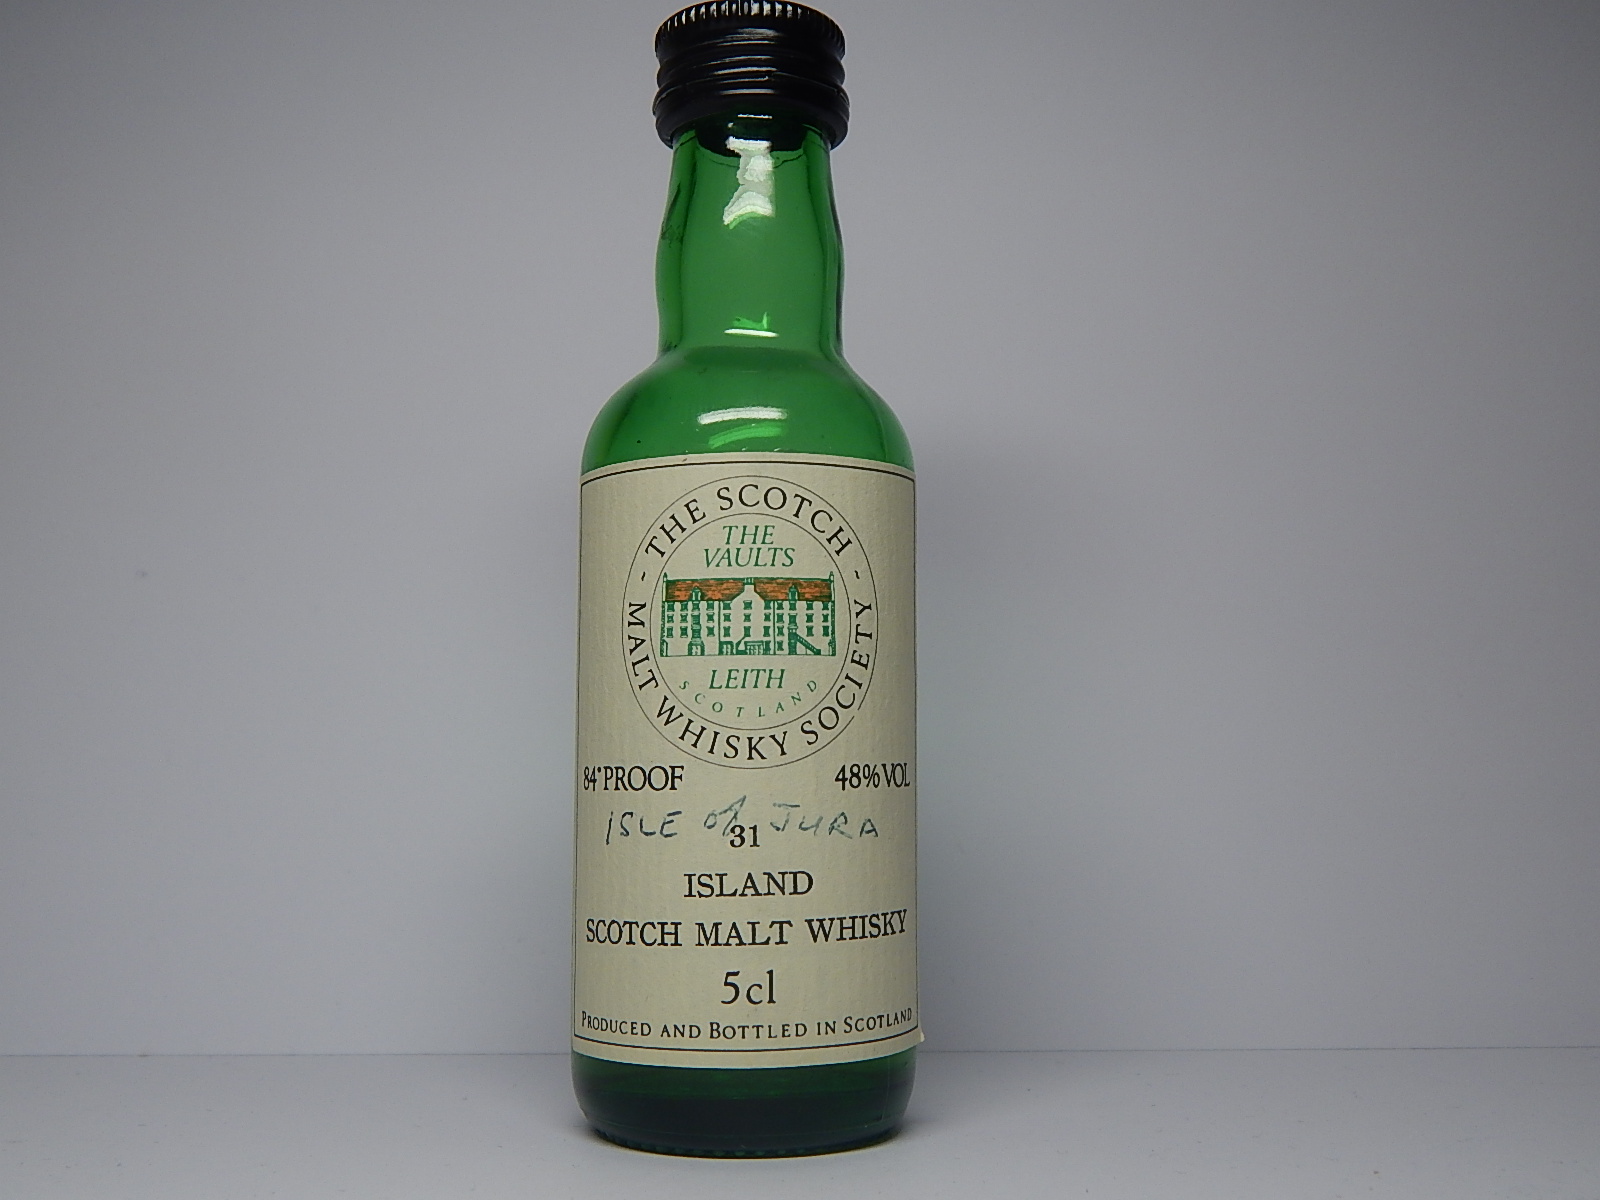 THE SCOTCH
- MALT WHISKY SOCIETY -
THE
VAULTS
LEITH
SCOTLAND
84° PROOF 48% VOL
ISLE of JURA
31
ISLAND
SCOTCH MALT WHISKY
5cl
PRODUCED AND BOTTLED IN SCOTLAND